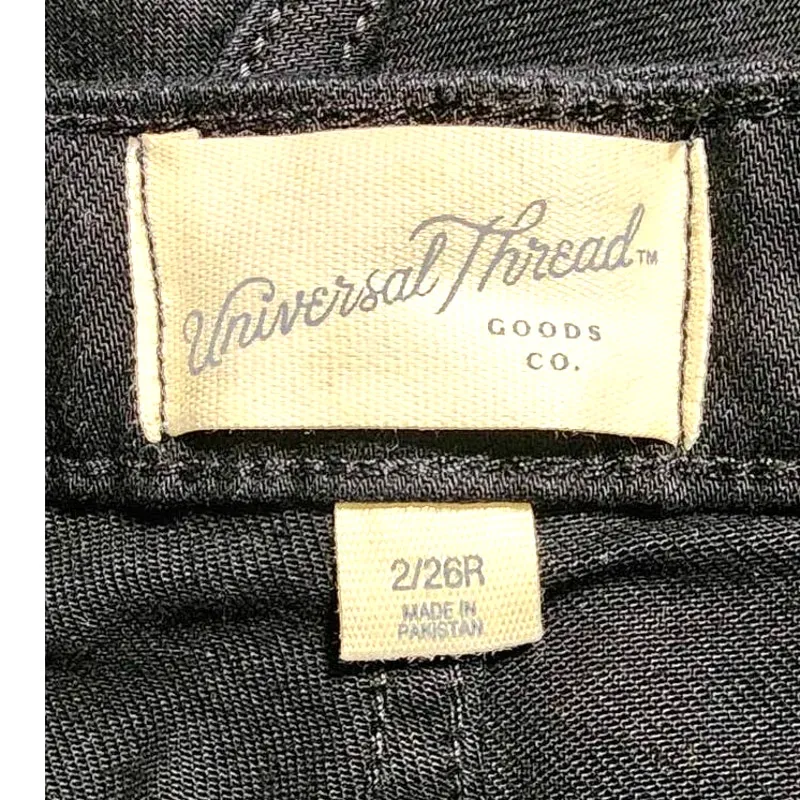 Universal Thread™
GOODS
CO.
2/26R
MADE IN
PAKISTAN